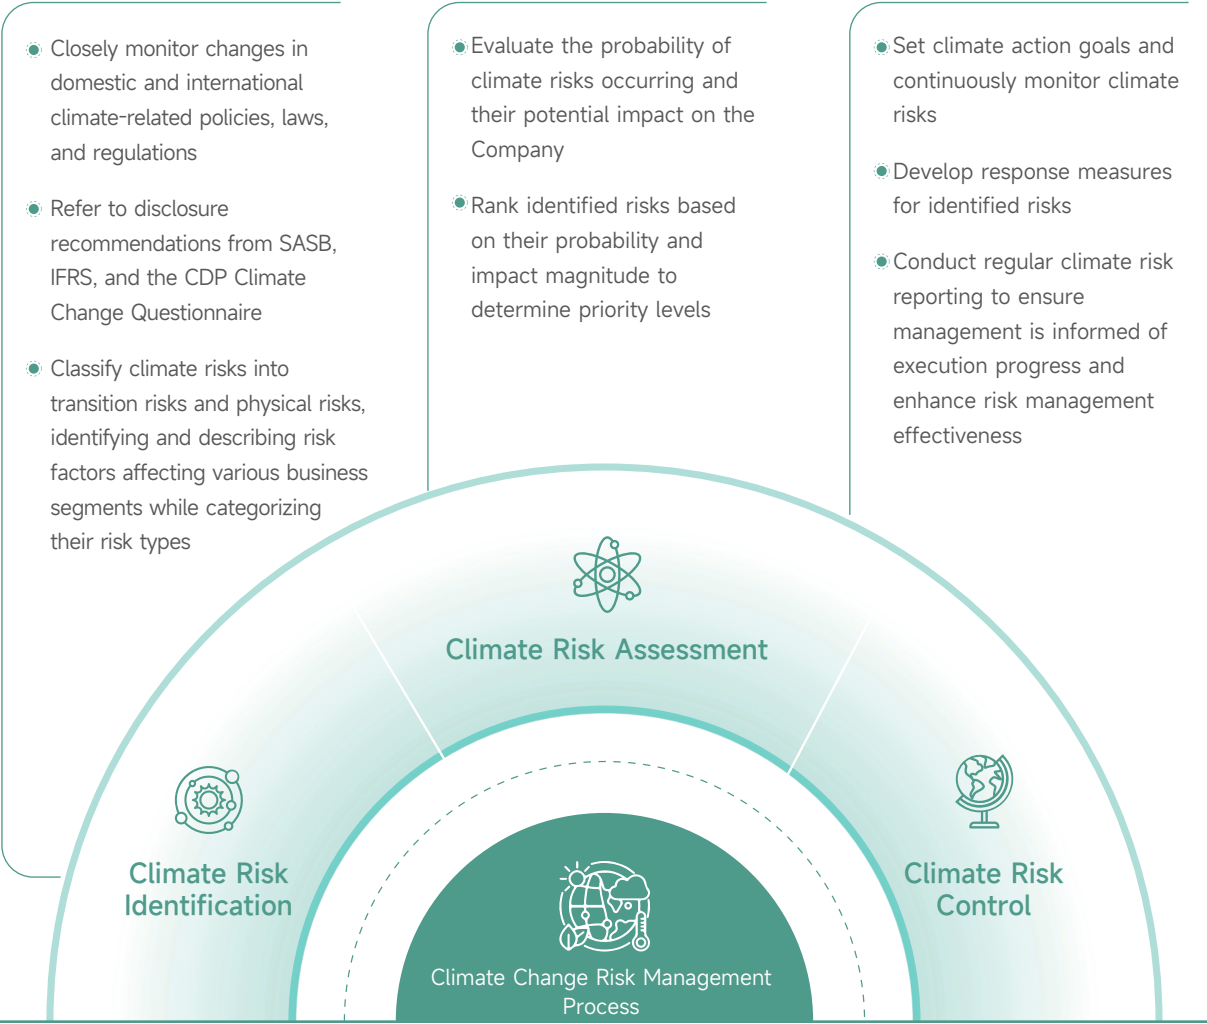 Closely monitor changes in
domestic and international
climate-related policies, laws,
and regulations
Refer to disclosure
recommendations from SASB,
IFRS, and the CDP Climate
Change Questionnaire
Classify climate risks into
transition risks and physical risks,
identifying and describing risk
factors affecting various business
segments while categorizing
their risk types
Evaluate the probability of
climate risks occurring and
their potential impact on the
Company
Rank identified risks based
on their probability and
impact magnitude to
determine priority levels
Set climate action goals and
continuously monitor climate
risks
Develop response measures
for identified risks
Conduct regular climate risk
reporting to ensure
management is informed of
execution progress and
enhance risk management
effectiveness
Climate Risk Assessment
Climate Risk
Identification
Climate Risk
Control
Climate Change Risk Management
Process